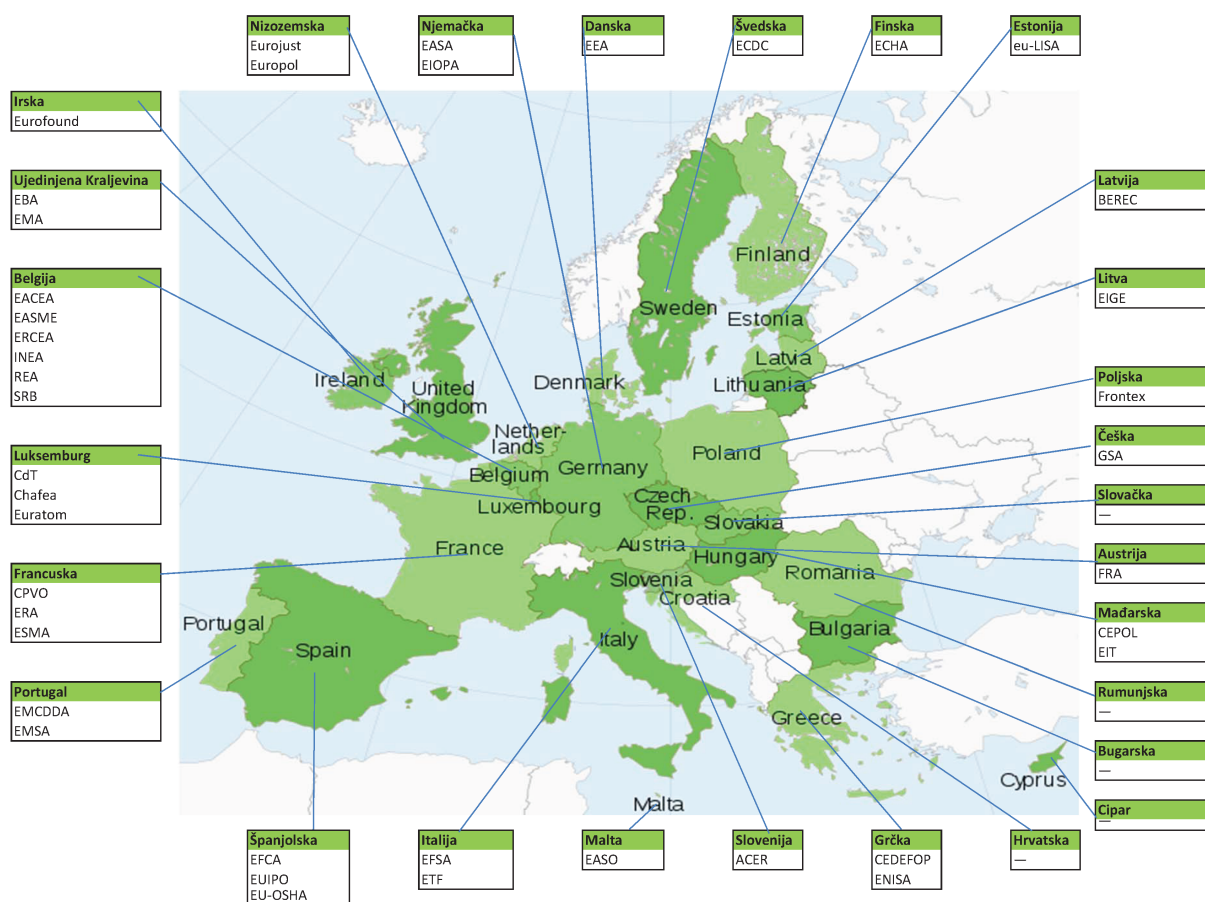 Nizozemska
Eurojust
Europol
Njemačka
EASA
EIOPA
Danska
EEA
Švedska
ECDC
Finska
ECHA
Estonija
eu-LISA
Irska
Eurofound
Ujedinjena Kraljevina
EBA
EMA
Belgija
EACEA
EASME
ERCEA
INEA
REA
SRB
Luksemburg
CdT
Chafea
Euratom
Francuska
CPVO
ERA
ESMA
Portugal
EMCDDA
EMSA
Finland
Sweden
Estonia
Latvia
Lithuania
Denmark
Ireland
United
Kingdom
Nether-
lands
Belgium
Germany
Poland
Luxembourg
Czech
Rep.
Slovakia
France
Austria
Hungary
Slovenia
Croatia
Romania
Portugal
Spain
Italy
Bulgaria
Greece
Malta
Cyprus
Latvija
BEREC
Litva
EIGE
Poljska
Frontex
Češka
GSA
Slovačka
—
Austrija
FRA
Mađarska
CEPOL
EIT
Rumunjska
—
Bugarska
—
Cipar
—
Španjolska
EFCA
EUIPO
EU-OSHA
Italija
EFSA
ETF
Malta
EASO
Slovenija
ACER
Grčka
CEDEFOP
ENISA
Hrvatska
—